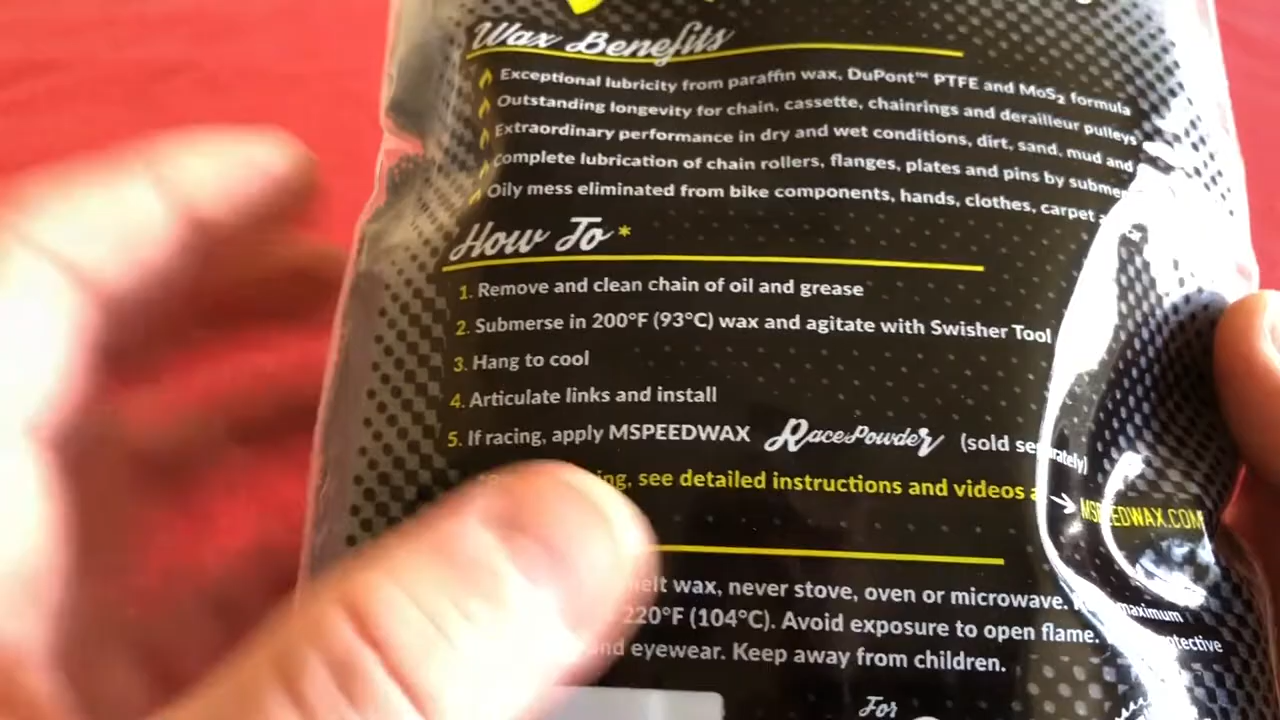 Wax Benefits
Exceptional lubricity from paraffin wax, DuPont™ PTFE and MoS₂ formula
Outstanding longevity for chain, cassette, chainrings and derailleur pulleys
Extraordinary performance in dry and wet conditions, dirt, sand, mud and
Complete lubrication of chain rollers, flanges, plates and pins by
Oily mess eliminated from bike components, hands, clothes, carpet
How To*
1. Remove and clean chain of oil and grease
2. Submerse in 200°F (93°C) wax and agitate with Swisher Tool
3. Hang to cool
4. Articulate links and install
5. If racing, apply MSPEEDWAX RacePowder (sold separately)
see detailed instructions and videos → MSPEEDWAX.COM
wax, never stove, oven or microwave. maximum
220°F (104°C). Avoid exposure to open flame.
and eyewear. Keep away from children.
For